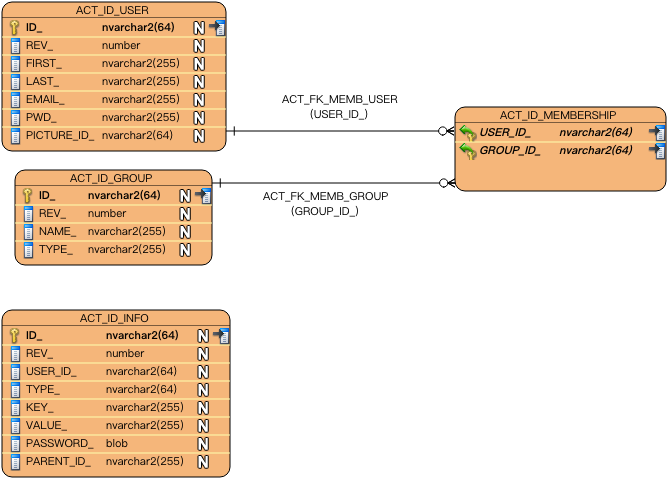 ACT_ID_USER
ID_ nvarchar2(64) N
REV_ number N
FIRST_ nvarchar2(255) N
LAST_ nvarchar2(255) N
EMAIL_ nvarchar2(255) N
PWD_ nvarchar2(255) N
PICTURE_ID_ nvarchar2(64) N
ACT_FK_MEMB_USER
(USER_ID_)
ACT_ID_MEMBERSHIP
USER_ID_ nvarchar2(64)
GROUP_ID_ nvarchar2(64)
ACT_ID_GROUP
ID_ nvarchar2(64) N
REV_ number N
NAME_ nvarchar2(255) N
TYPE_ nvarchar2(255) N
ACT_FK_MEMB_GROUP
(GROUP_ID_)
ACT_ID_INFO
ID_ nvarchar2(64) N
REV_ number N
USER_ID_ nvarchar2(64) N
TYPE_ nvarchar2(64) N
KEY_ nvarchar2(255) N
VALUE_ nvarchar2(255) N
PASSWORD_ blob N
PARENT_ID_ nvarchar2(255) N